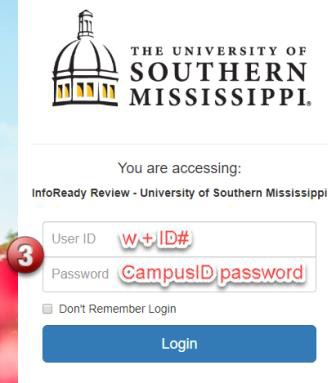 THE UNIVERSITY OF
SOUTHERN
MISSISSIPPI.
You are accessing:
InfoReady Review - University of Southern Mississippi
3
User ID w + ID#
Password CampusID password
Don't Remember Login
Login